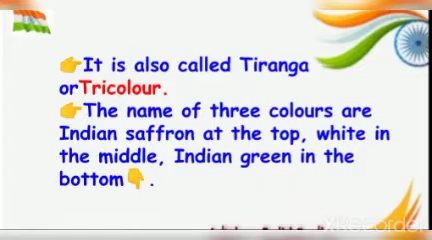 👉It is also called Tiranga
orTricolour.
👉The name of three colours are
Indian saffron at the top, white in
the middle, Indian green in the
bottom👇.
XRecorder